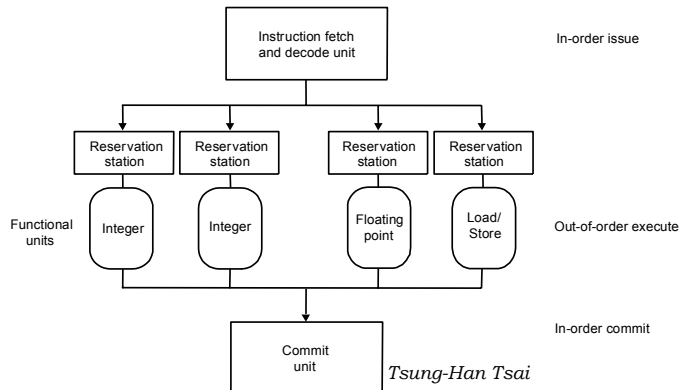 Instruction fetch
and decode unit
In-order issue
Reservation
station
Reservation
station
Reservation
station
Reservation
station
Functional
units
Integer
Integer
Floating
point
Load/
Store
Out-of-order execute
In-order commit
Commit
unit
Tsung-Han Tsai